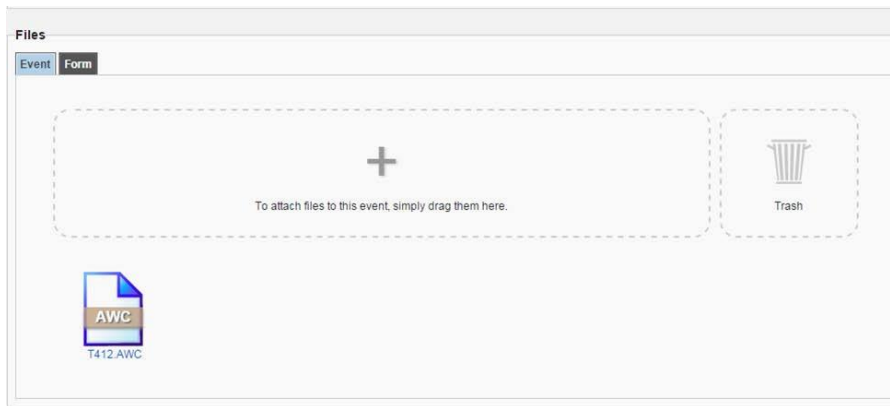 Files
Event Form
To attach files to this event, simply drag them here.
Trash
AWC
T412.AWC